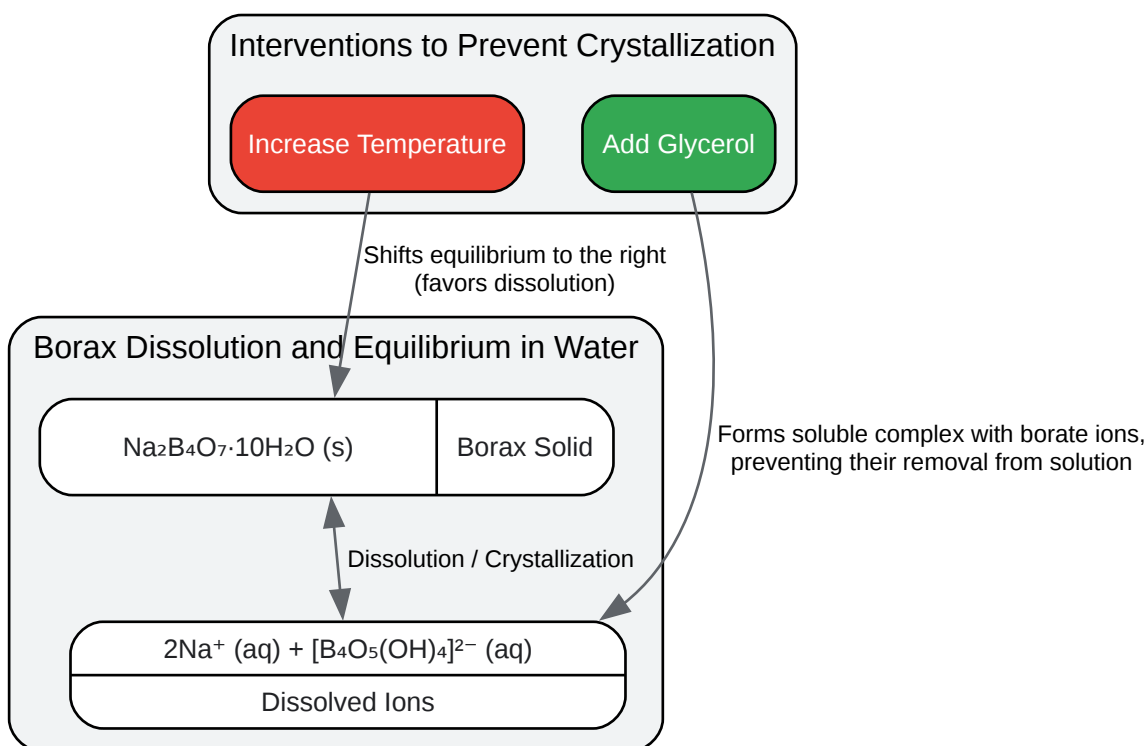 Interventions to Prevent Crystallization
Increase Temperature
Add Glycerol
Shifts equilibrium to the right
(favors dissolution)
Borax Dissolution and Equilibrium in Water
Na₂B₄O₇·10H₂O (s)
Borax Solid
Forms soluble complex with borate ions,
preventing their removal from solution
Dissolution / Crystallization
2Na⁺ (aq) + [B₄O₅(OH)₄]²⁻ (aq)
Dissolved Ions